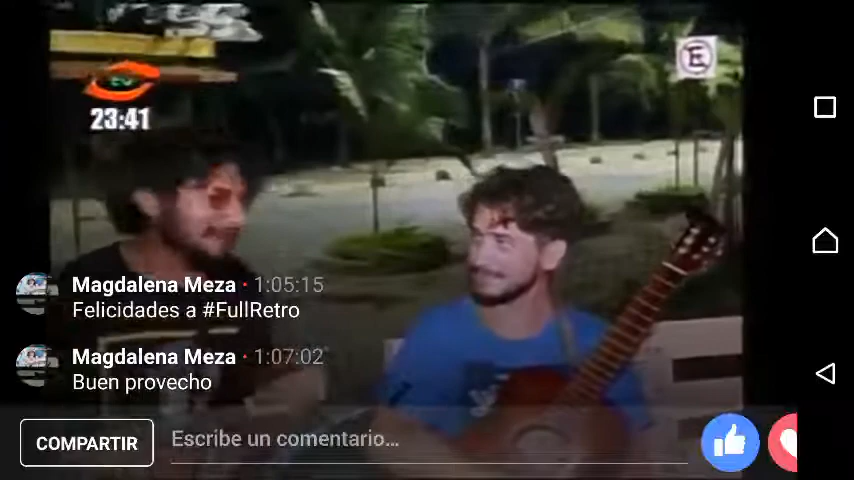 23:41
E
Magdalena Meza · 1:05:15
Felicidades a #FullRetro
Magdalena Meza · 1:07:02
Buen provecho
COMPARTIR
Escribe un comentario...